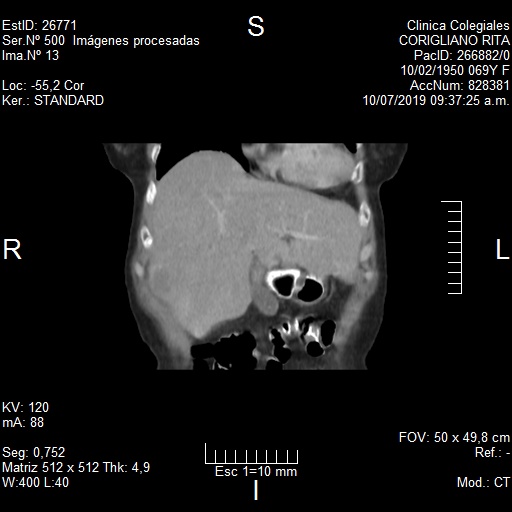 EstID: 26771
Ser.Nº 500 Imágenes procesadas
Ima.Nº 13
Loc: -55,2 Cor
Ker.: STANDARD
S
Clinica Colegiales
CORIGLIANO RITA
PacID: 266882/0
10/02/1950 069Y F
AccNum: 828381
10/07/2019 09:37:25 a.m.
R
L
KV: 120
mA: 88
Seg: 0,752
Matriz 512 x 512 Thk: 4,9
W:400 L:40
Esc 1=10 mm
I
FOV: 50 x 49,8 cm
Ref.: -
Mod.: CT